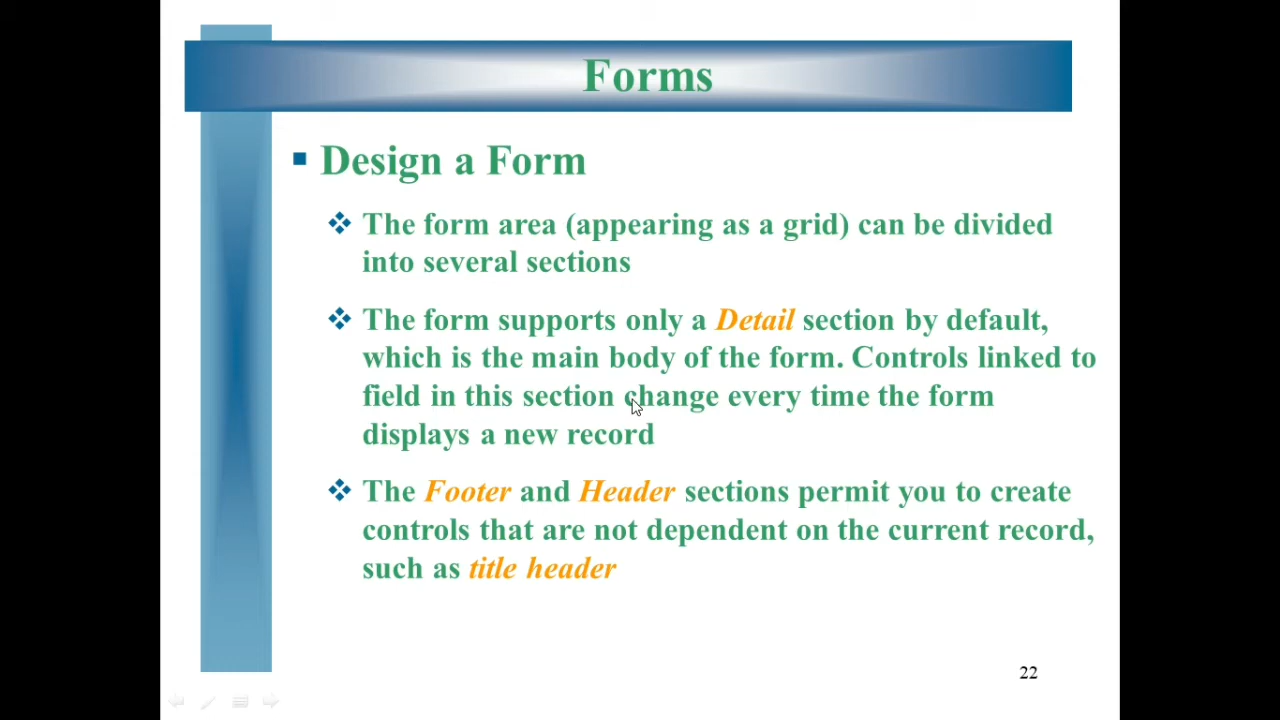 Forms
Design a Form
The form area (appearing as a grid) can be divided
into several sections
The form supports only a Detail section by default,
which is the main body of the form. Controls linked to
field in this section change every time the form
displays a new record
The Footer and Header sections permit you to create
controls that are not dependent on the current record,
such as title header
22